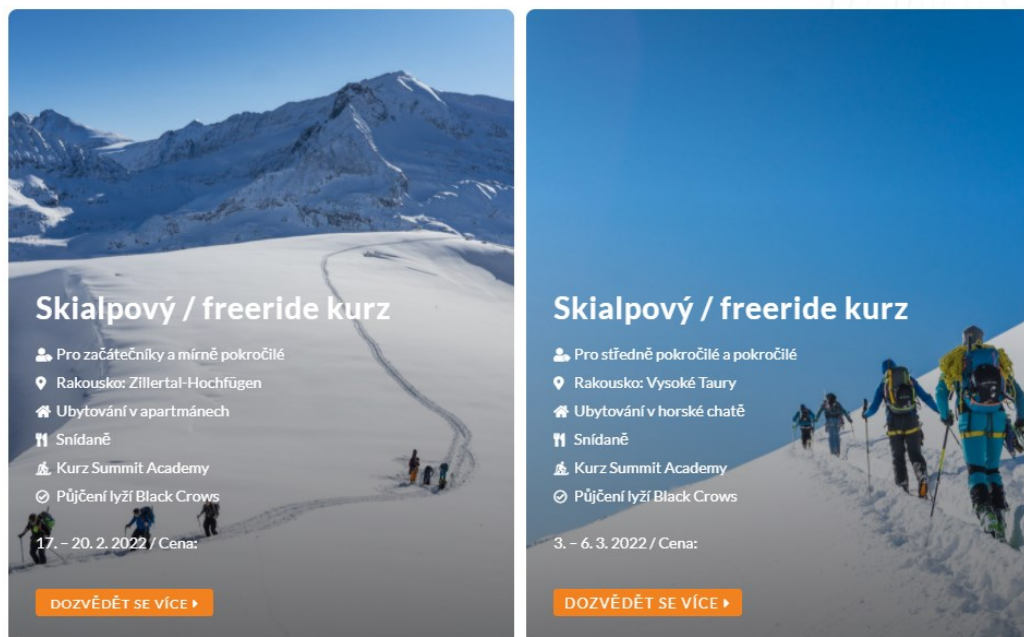 Skialpový / freeride kurz
Pro začátečníky a mírně pokročilé
Rakousko: Zillertal-Hochfügen
Ubytování v apartmánech
Snídaně
Kurz Summit Academy
Půjčení lyží Black Crows
17. – 20. 2. 2022 / Cena:
DOZVĚDĚT SE VÍCE
Skialpový / freeride kurz
Pro středně pokročilé a pokročilé
Rakousko: Vysoké Taury
Ubytování v horské chatě
Snídaně
Kurz Summit Academy
Půjčení lyží Black Crows
3. – 6. 3. 2022 / Cena:
DOZVĚDĚT SE VÍCE